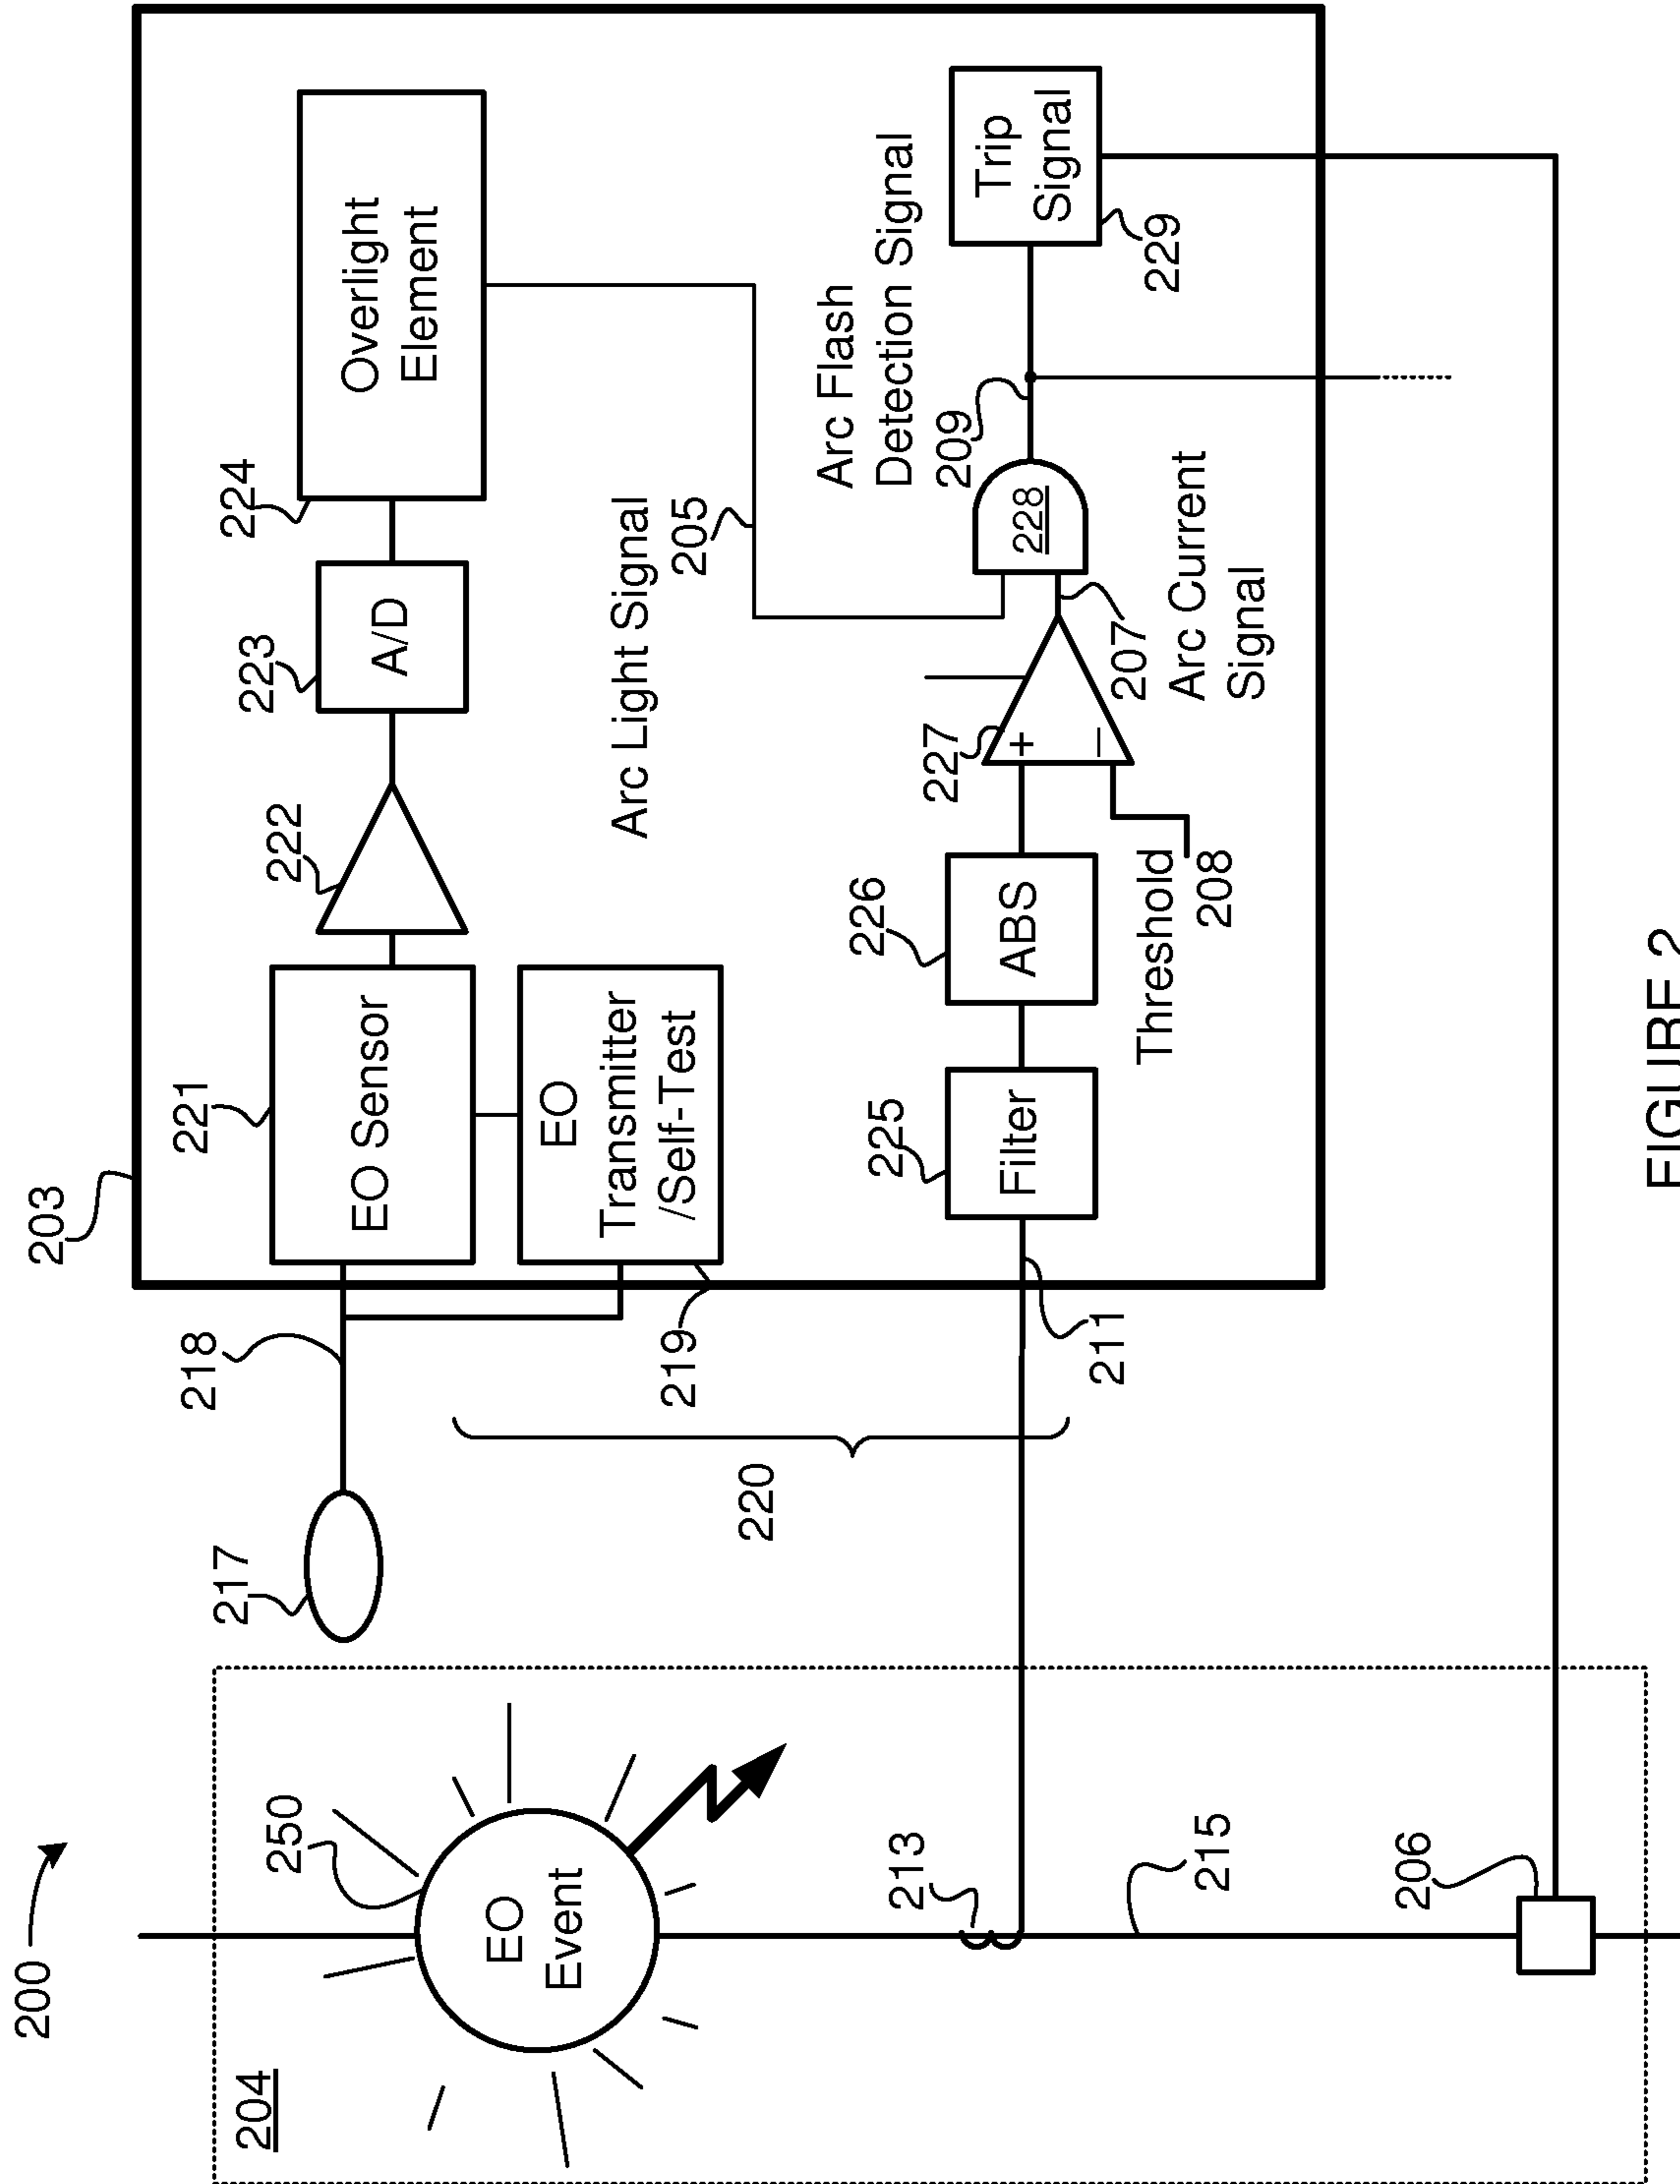 200
204
250
EO
Event
213
215
206
217
218
220
203
221
EO Sensor
219
EO
Transmitter
/Self-Test
222
223
A/D
224
Overlight
Element
Arc Light Signal
205
211
225
Filter
226
ABS
Threshold
208
227
+
−
207
Arc Current
Signal
228
209
Arc Flash
Detection Signal
Trip
Signal
229
FIGURE 2